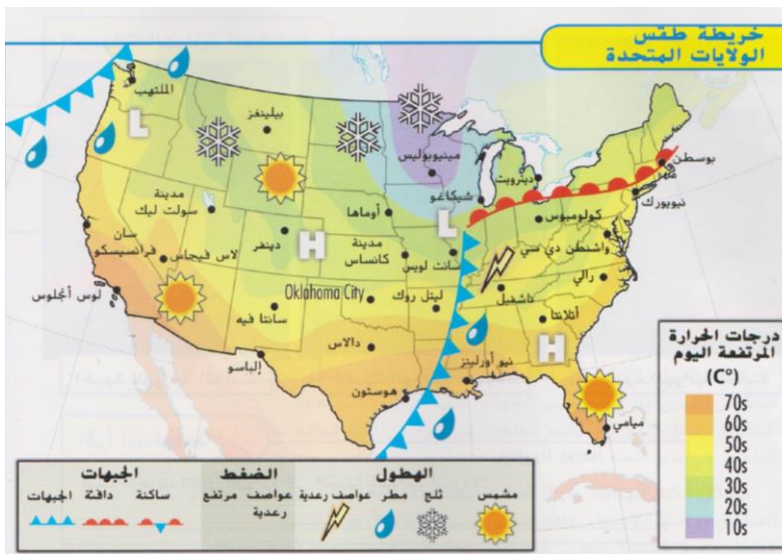 خريطة طقس
الولايات المتحدة
الملتهب
L
بيلينغز
مينيوبوليس
بوسطن
ديترويت
شيكاغو
نيويورك
مدينة
سولت ليك
أوماها
كولومبوس
L
سان
فرانسيسكو
لاس فيجاس
دينفر
H
مدينة
كانساس
سانت لويس
واشنطن دي سي
لوس أنجلوس
سانتا فيه
Oklahoma City
ليتل روك
ناشفيل
رالي
أتلانتا
إلباسو
دالاس
H
نيو أورلينز
هوستون
ميامي
درجات الحرارة
المرتفعة اليوم
(C°)
70s
60s
50s
40s
30s
20s
10s
الهطول
الضغط
الجبهات
مشمس
ثلج
مطر
عواصف رعدية
عواصف
رعدية
مرتفع
ساكنة
دافئة
الجبهات